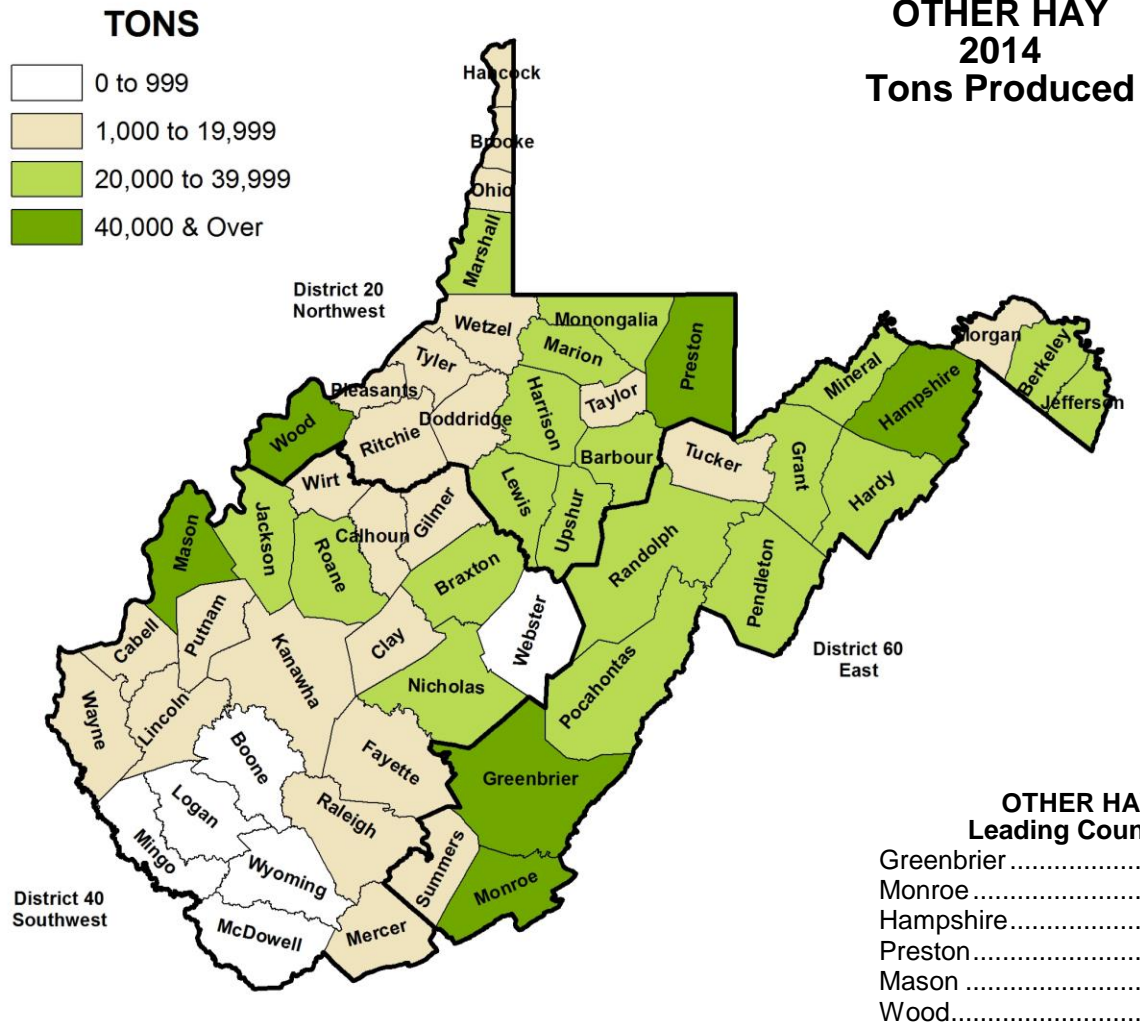 TONS
0 to 999
1,000 to 19,999
20,000 to 39,999
40,000 & Over
OTHER HAY
2014
Tons Produced
Hancock
Brooke
Ohio
Marshall
District 20
Northwest
Wetzel
Monongalia
Marion
Preston
Tyler
Pleasants
Doddridge
Harrison
Taylor
Ritchie
Wood
Barbour
Tucker
Mineral
Hampshire
Morgan
Berkeley
Jefferson
Grant
Hardy
Wirt
Gilmer
Lewis
Upshur
Calhoun
Jackson
Roane
Mason
Braxton
Randolph
Pendleton
Putnam
Cabell
Clay
Webster
Kanawha
Nicholas
Pocahontas
District 60
East
Wayne
Lincoln
Boone
Fayette
Greenbrier
Logan
Raleigh
Mingo
Wyoming
Summers
Monroe
McDowell
Mercer
District 40
Southwest
OTHER HA
Leading Coun
Greenbrier..................
Monroe.......................
Hampshire..................
Preston.......................
Mason ........................
Wood..........................